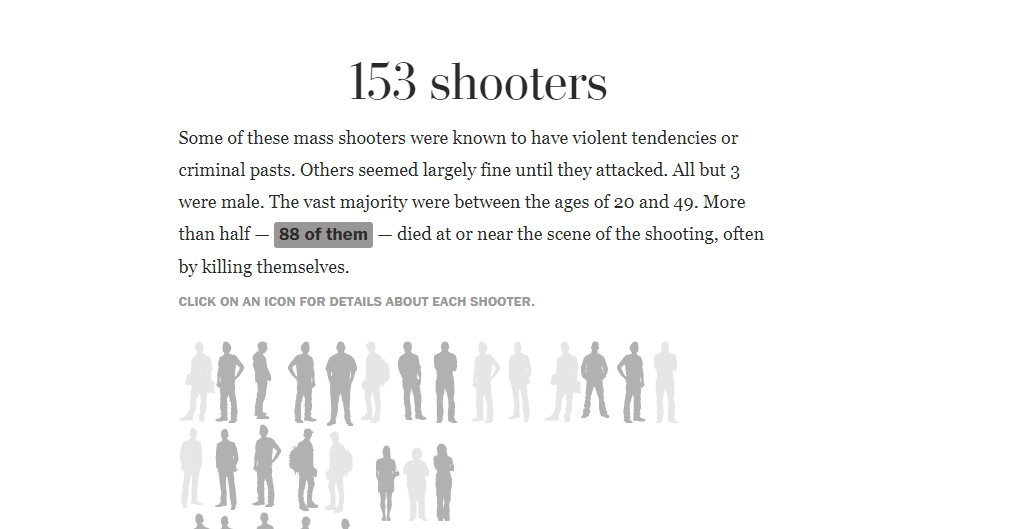 153 shooters
Some of these mass shooters were known to have violent tendencies or
criminal pasts. Others seemed largely fine until they attacked. All but 3
were male. The vast majority were between the ages of 20 and 49. More
than half — 88 of them — died at or near the scene of the shooting, often
by killing themselves.
CLICK ON AN ICON FOR DETAILS ABOUT EACH SHOOTER.